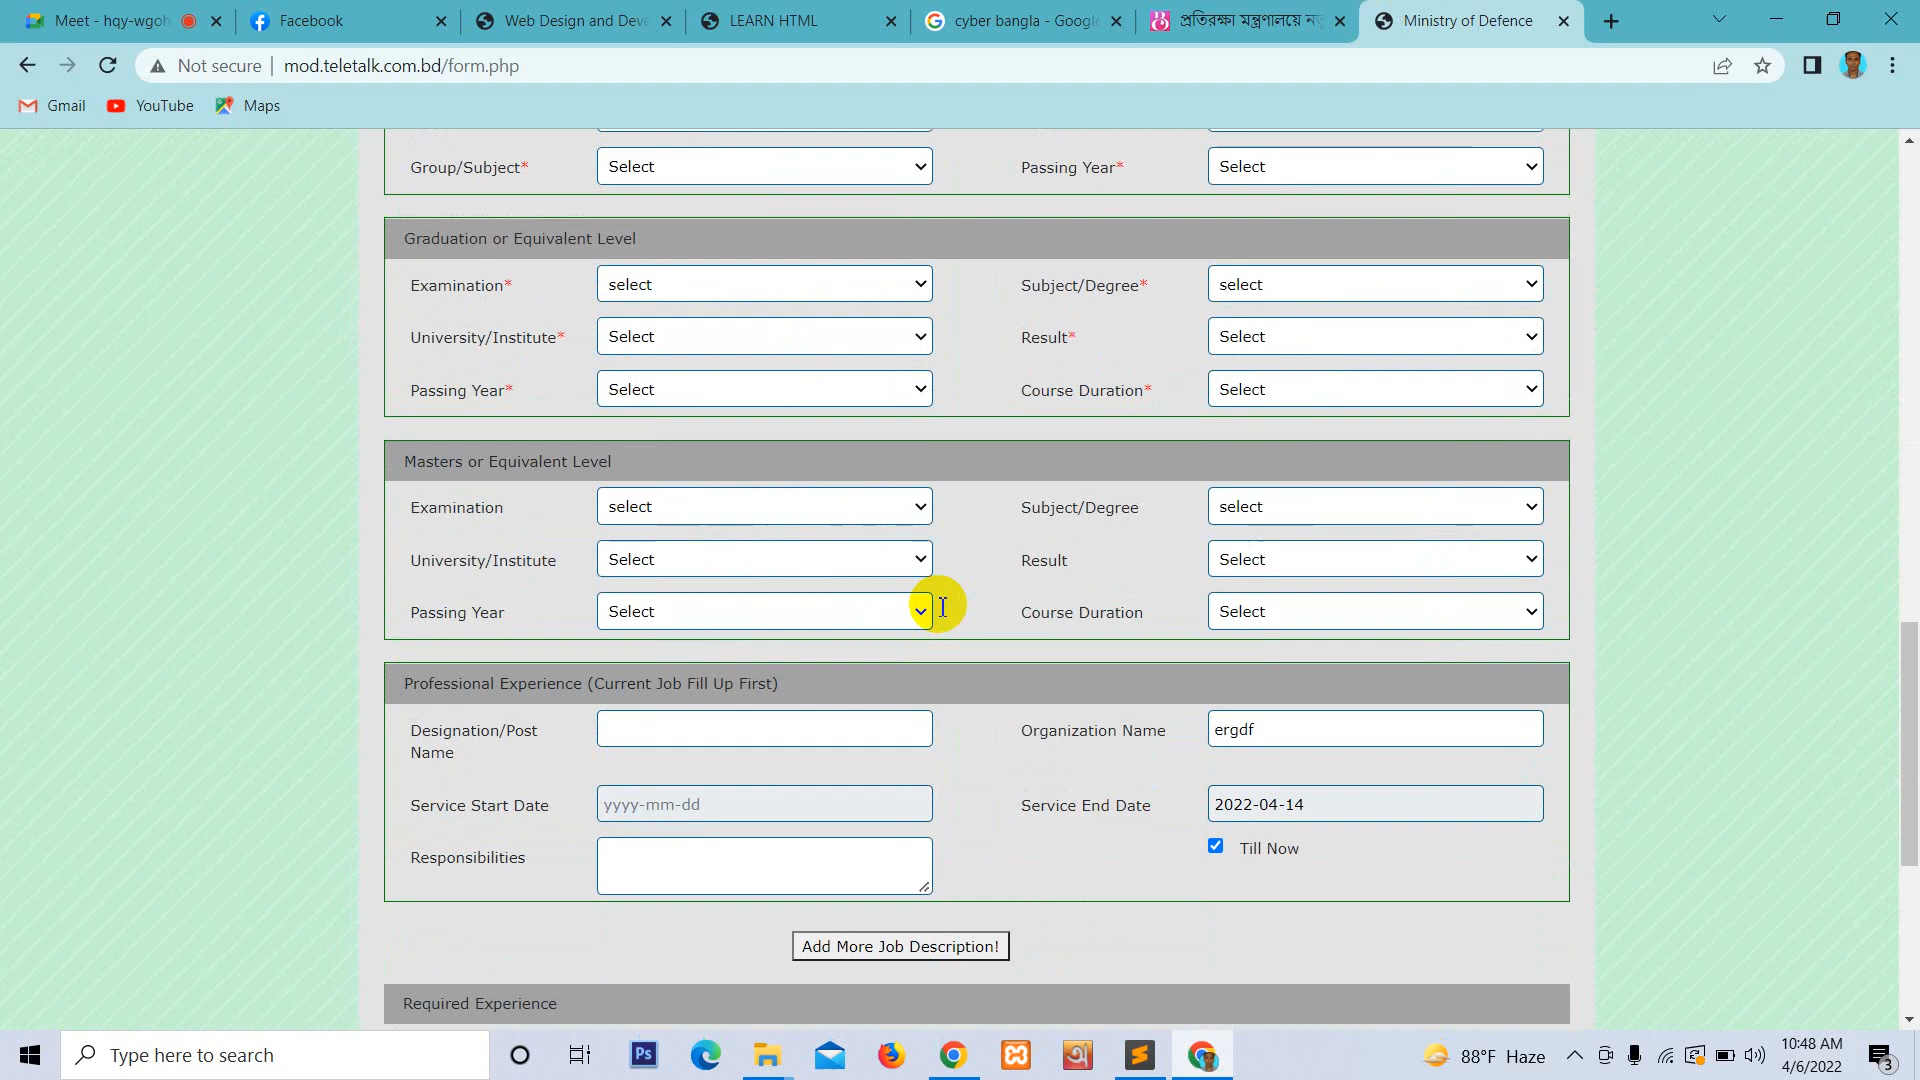 Meet - hqy-wgoh
Facebook
Web Design and Deve
LEARN HTML
cyber bangla - Google
প্রতিরক্ষা মন্ত্রণালয়ে নতু
Ministry of Defence
Not secure
mod.teletalk.com.bd/form.php
Gmail
YouTube
Maps
Group/Subject* Select Passing Year* Select
Graduation or Equivalent Level
Examination* select Subject/Degree* select
University/Institute* Select Result* Select
Passing Year* Select Course Duration* Select
Masters or Equivalent Level
Examination select Subject/Degree select
University/Institute Select Result Select
Passing Year Select Course Duration Select
Professional Experience (Current Job Fill Up First)
Designation/Post Organization Name ergdf
Name
Service Start Date yyyy-mm-dd Service End Date 2022-04-14
Responsibilities Till Now
Add More Job Description!
Required Experience
Type here to search
Ps
অ
88°F Haze
10:48 AM
4/6/2022
3